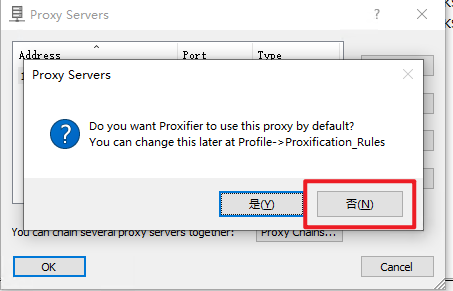 Proxy Servers
?
Address Port Type
Proxy Servers
Do you want Proxifier to use this proxy by default?
You can change this later at Profile->Proxification_Rules
是(Y) 否(N)
You can chain several proxy servers together: Proxy Chains...
OK Cancel